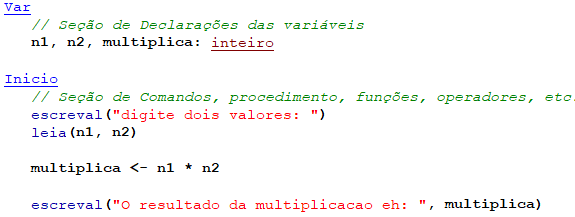 Var
// Seção de Declarações das variáveis
n1, n2, multiplica: inteiro
Inicio
// Seção de Comandos, procedimento, funções, operadores, etc.
escreval("digite dois valores: ")
leia(n1, n2)
multiplica <- n1 * n2
escreval("O resultado da multiplicacao eh: ", multiplica)